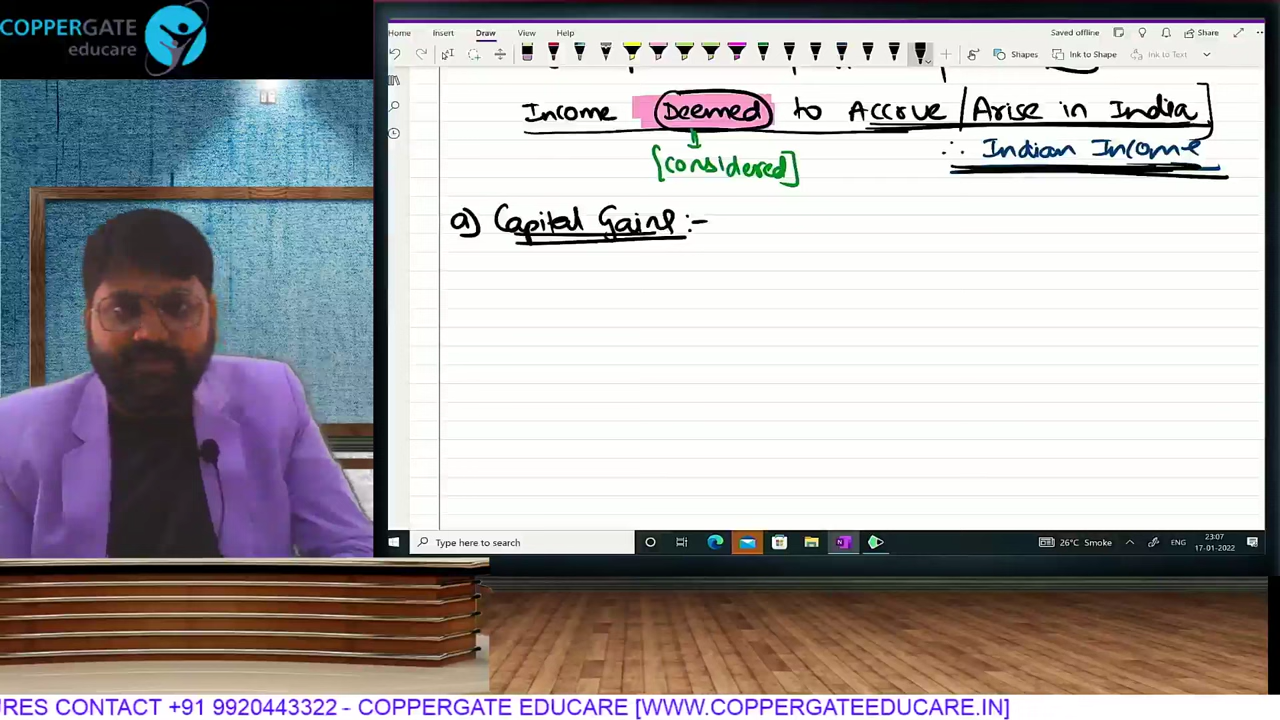 COPPERGATE
educare
Home Insert Draw View Help
Saved offline
Share
Shapes
Ink to Shape
Ink to Text
Income Deemed to Accrue / Arise in India]
[considered]
∴ Indian Income
a) Capital Gains :-
Type here to search
26°C Smoke
ENG
23:07
17-01-2022
URES CONTACT +91 9920443322 - COPPERGATE EDUCARE [WWW.COPPERGATEEDUCARE.IN]